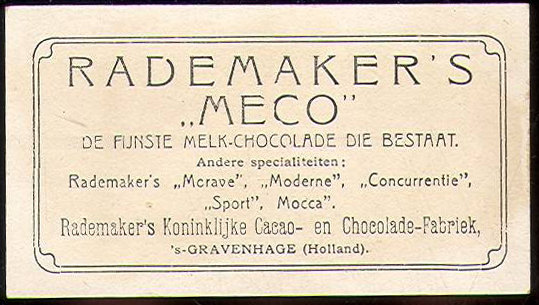 RADEMAKER'S
„MECO”
DE FIJNSTE MELK-CHOCOLADE DIE BESTAAT.
Andere specialiteiten:
Rademaker's „Mcrave”, „Moderne”, „Concurrentie”,
„Sport”, Mocca”.
Rademaker's Koninklijke Cacao- en Chocolade-Fabriek,
's-GRAVENHAGE (Holland).